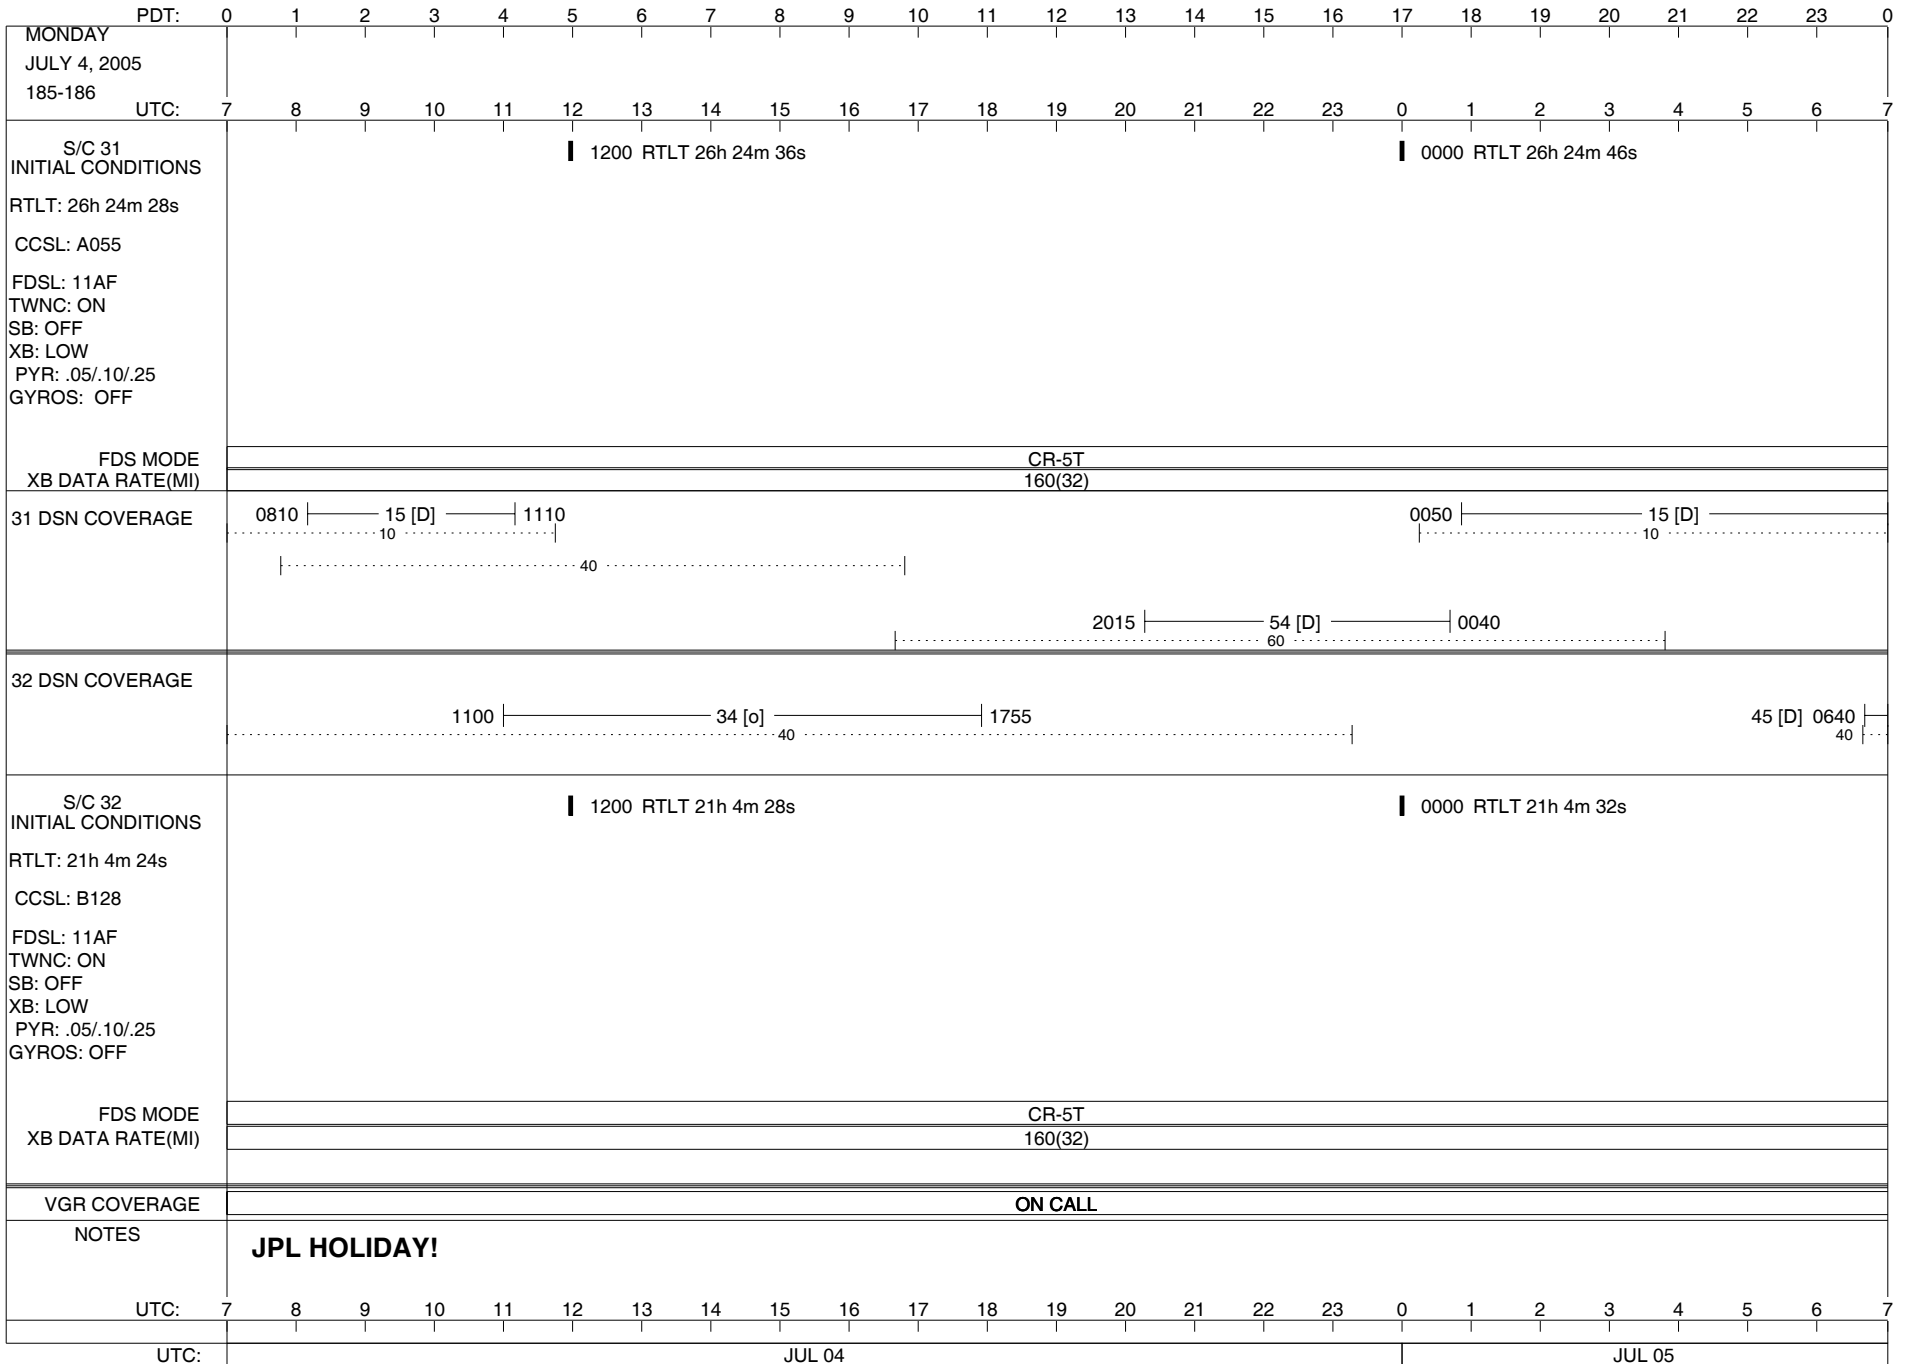 PDT: 0 1 2 3 4 5 6 7 8 9 10 11 12 13 14 15 16 17 18 19 20 21 22 23 0
MONDAY
JULY 4, 2005
185-186
UTC: 7 8 9 10 11 12 13 14 15 16 17 18 19 20 21 22 23 0 1 2 3 4 5 6 7
S/C 31
INITIAL CONDITIONS
1200 RTLT 26h 24m 36s
0000 RTLT 26h 24m 46s
RTLT: 26h 24m 28s
CCSL: A055
FDSL: 11AF
TWNC: ON
SB: OFF
XB: LOW
PYR: .05/.10/.25
GYROS: OFF
FDS MODE CR-5T
XB DATA RATE(MI) 160(32)
31 DSN COVERAGE 0810 15 [D] 1110 0050 15 [D]
10 10
40
2015 54 [D] 0040
60
32 DSN COVERAGE
1100 34 [o] 1755 45 [D] 0640
40 40
S/C 32
INITIAL CONDITIONS
1200 RTLT 21h 4m 28s
0000 RTLT 21h 4m 32s
RTLT: 21h 4m 24s
CCSL: B128
FDSL: 11AF
TWNC: ON
SB: OFF
XB: LOW
PYR: .05/.10/.25
GYROS: OFF
FDS MODE CR-5T
XB DATA RATE(MI) 160(32)
VGR COVERAGE ON CALL
NOTES
JPL HOLIDAY!
UTC: 7 8 9 10 11 12 13 14 15 16 17 18 19 20 21 22 23 0 1 2 3 4 5 6 7
UTC: JUL 04 JUL 05